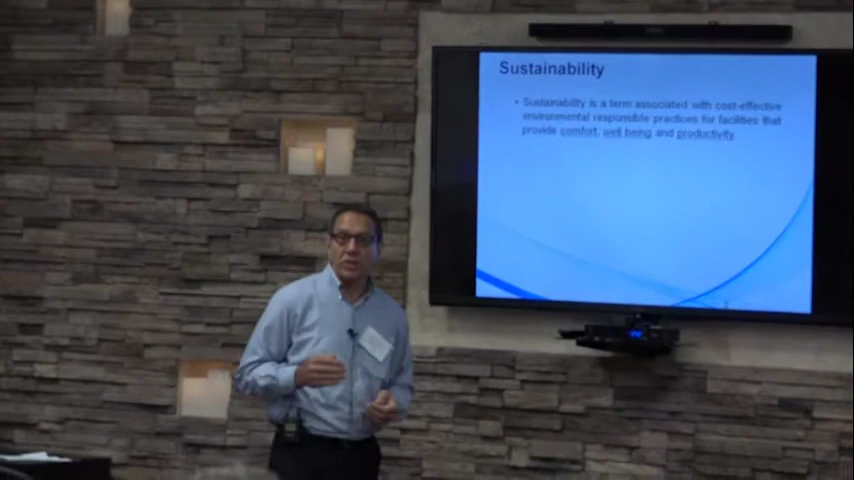 Sustainability
• Sustainability is a term associated with cost-effective
environmental responsible practices for facilities that
provide comfort, well being and productivity.